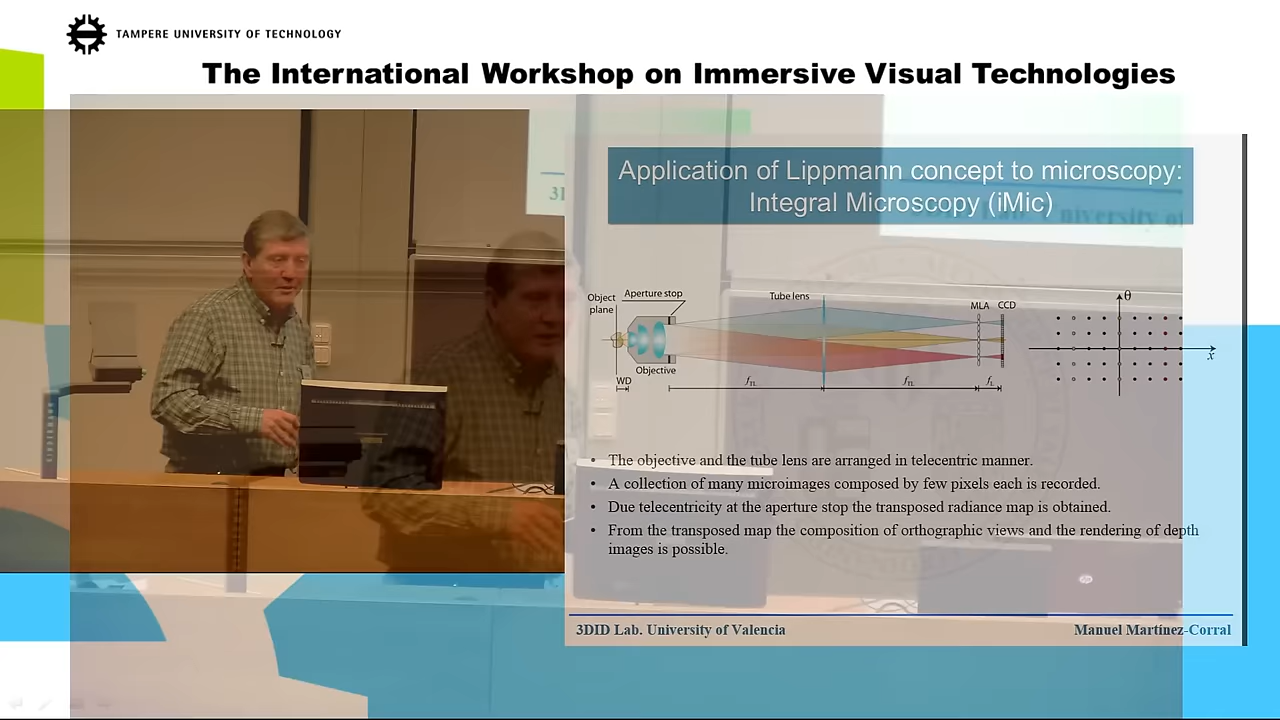 TAMPERE UNIVERSITY OF TECHNOLOGY
The International Workshop on Immersive Visual Technologies
Application of Lippmann concept to microscopy:
Integral Microscopy (iMic)
Object
plane
Aperture stop
Tube lens
MLA
CCD
θ
x
Objective
WD
f_TL
f_TL
f_L
• The objective and the tube lens are arranged in telecentric manner.
• A collection of many microimages composed by few pixels each is recorded.
• Due telecentricity at the aperture stop the transposed radiance map is obtained.
• From the transposed map the composition of orthographic views and the rendering of depth
images is possible.
3DID Lab. University of Valencia
Manuel Martínez-Corral